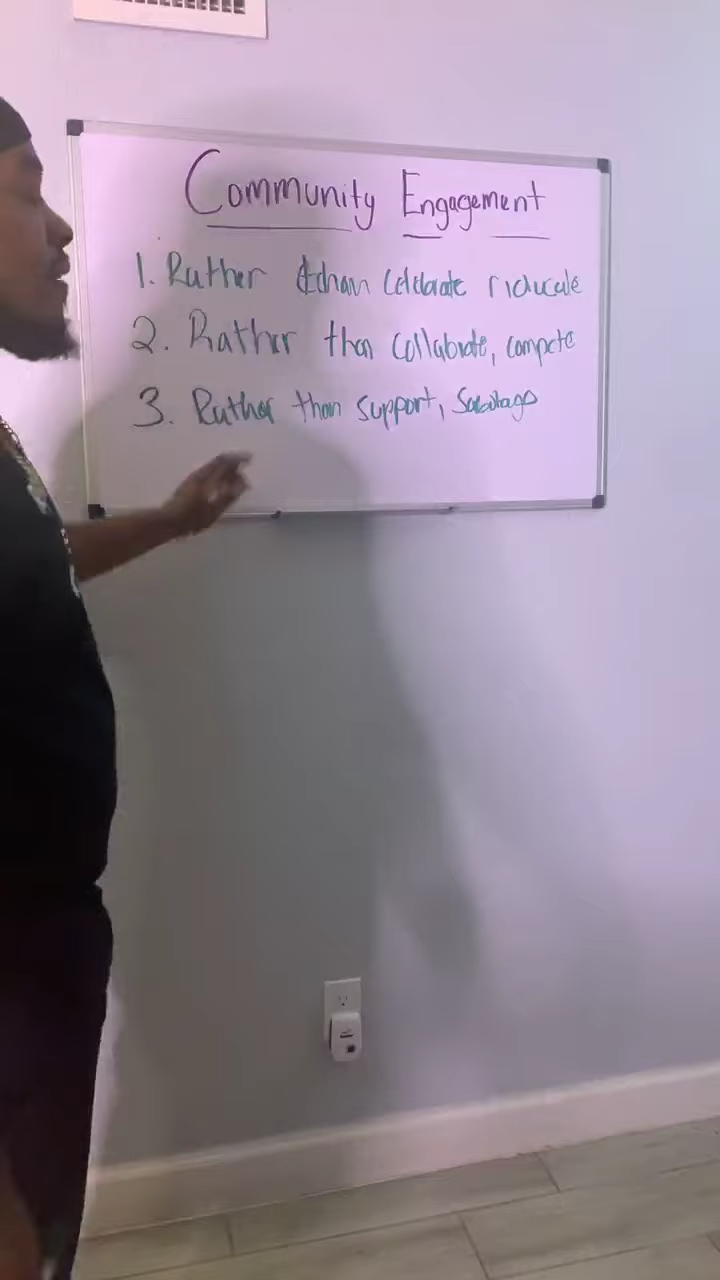 Community Engagement
1. Rather than Celebrate ridicule
2. Rather than collaborate, compete
3. Rather than support, Sabotage